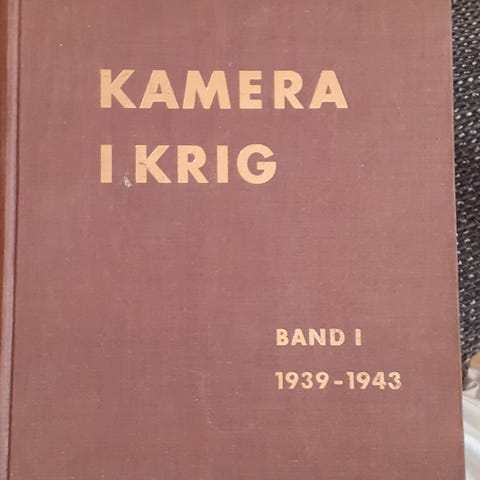 KAMERA
I KRIG
BAND I
1939-1943